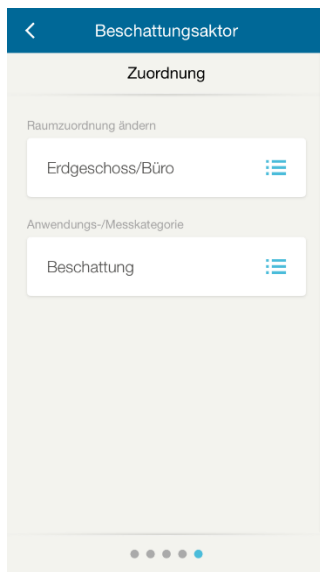 Beschattungsaktor
Zuordnung
Raumzuordnung ändern
Erdgeschoss/Büro
Anwendungs-/Messkategorie
Beschattung